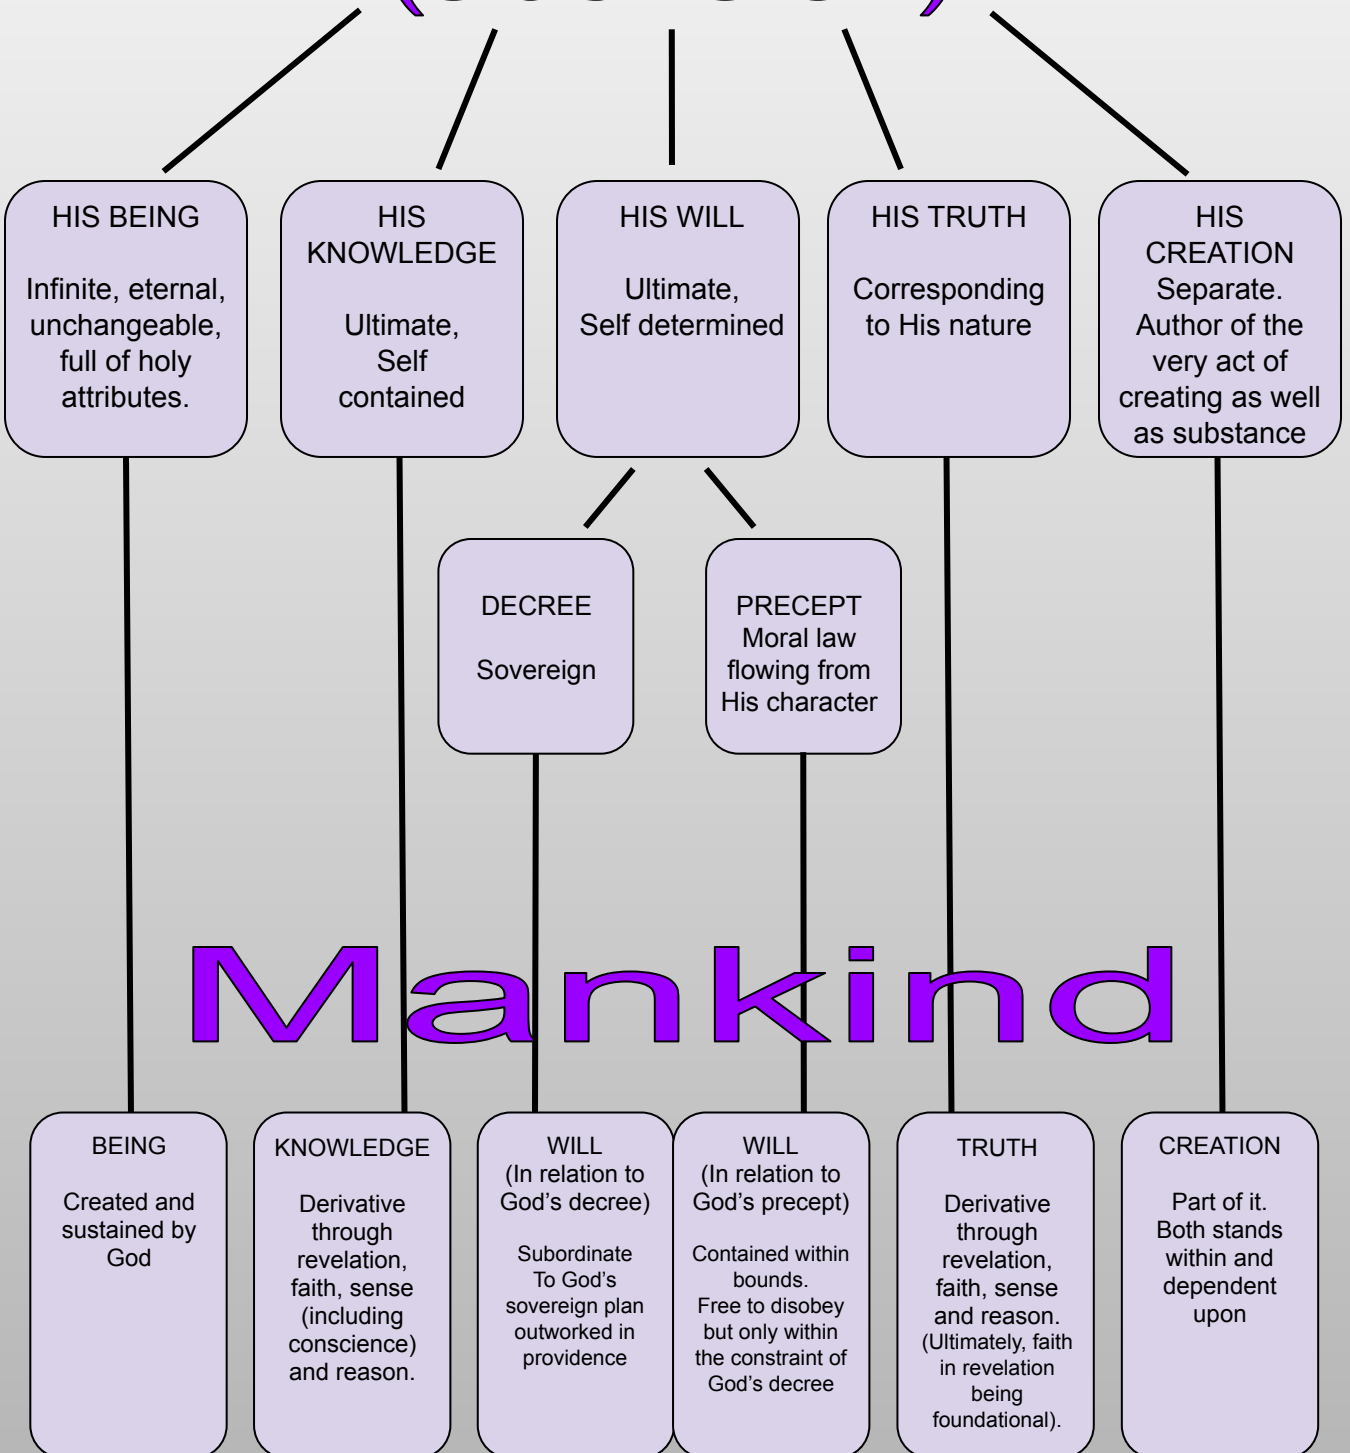 HIS BEING
Infinite, eternal,
unchangeable,
full of holy
attributes.
HIS
KNOWLEDGE
Ultimate,
Self
contained
HIS WILL
Ultimate,
Self determined
HIS TRUTH
Corresponding
to His nature
HIS
CREATION
Separate.
Author of the
very act of
creating as well
as substance
DECREE
Sovereign
PRECEPT
Moral law
flowing from
His character
Mankind
BEING
Created and
sustained by
God
KNOWLEDGE
Derivative
through
revelation,
faith, sense
(including
conscience)
and reason.
WILL
(In relation to
God’s decree)
Subordinate
To God’s
sovereign plan
outworked in
providence
WILL
(In relation to
God’s precept)
Contained within
bounds.
Free to disobey
but only within
the constraint of
God’s decree
TRUTH
Derivative
through
revelation,
faith, sense
and reason.
(Ultimately, faith
in revelation
being
foundational).
CREATION
Part of it.
Both stands
within and
dependent
upon